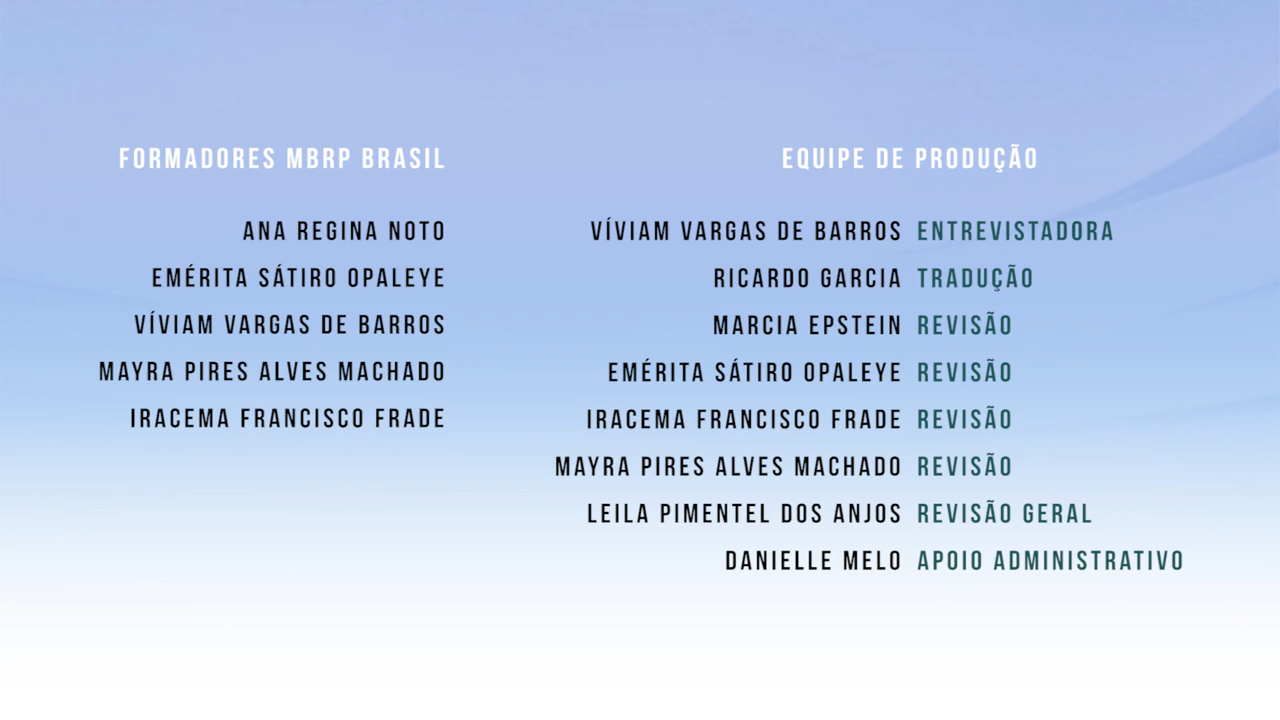 FORMADORES MBRP BRASIL
ANA REGINA NOTO
EMÉRITA SÁTIRO OPALEYE
VÍVIAM VARGAS DE BARROS
MAYRA PIRES ALVES MACHADO
IRACEMA FRANCISCO FRADE
EQUIPE DE PRODUÇÃO
VÍVIAM VARGAS DE BARROS ENTREVISTADORA
RICARDO GARCIA TRADUÇÃO
MARCIA EPSTEIN REVISÃO
EMÉRITA SÁTIRO OPALEYE REVISÃO
IRACEMA FRANCISCO FRADE REVISÃO
MAYRA PIRES ALVES MACHADO REVISÃO
LEILA PIMENTEL DOS ANJOS REVISÃO GERAL
DANIELLE MELO APOIO ADMINISTRATIVO